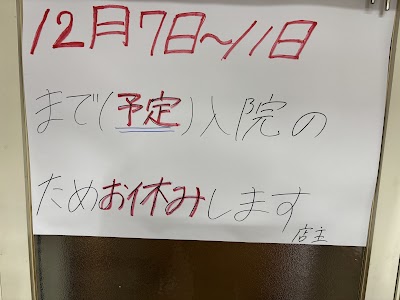 12月7日〜11日
まで(予定)入院の
ためお休みします
店主